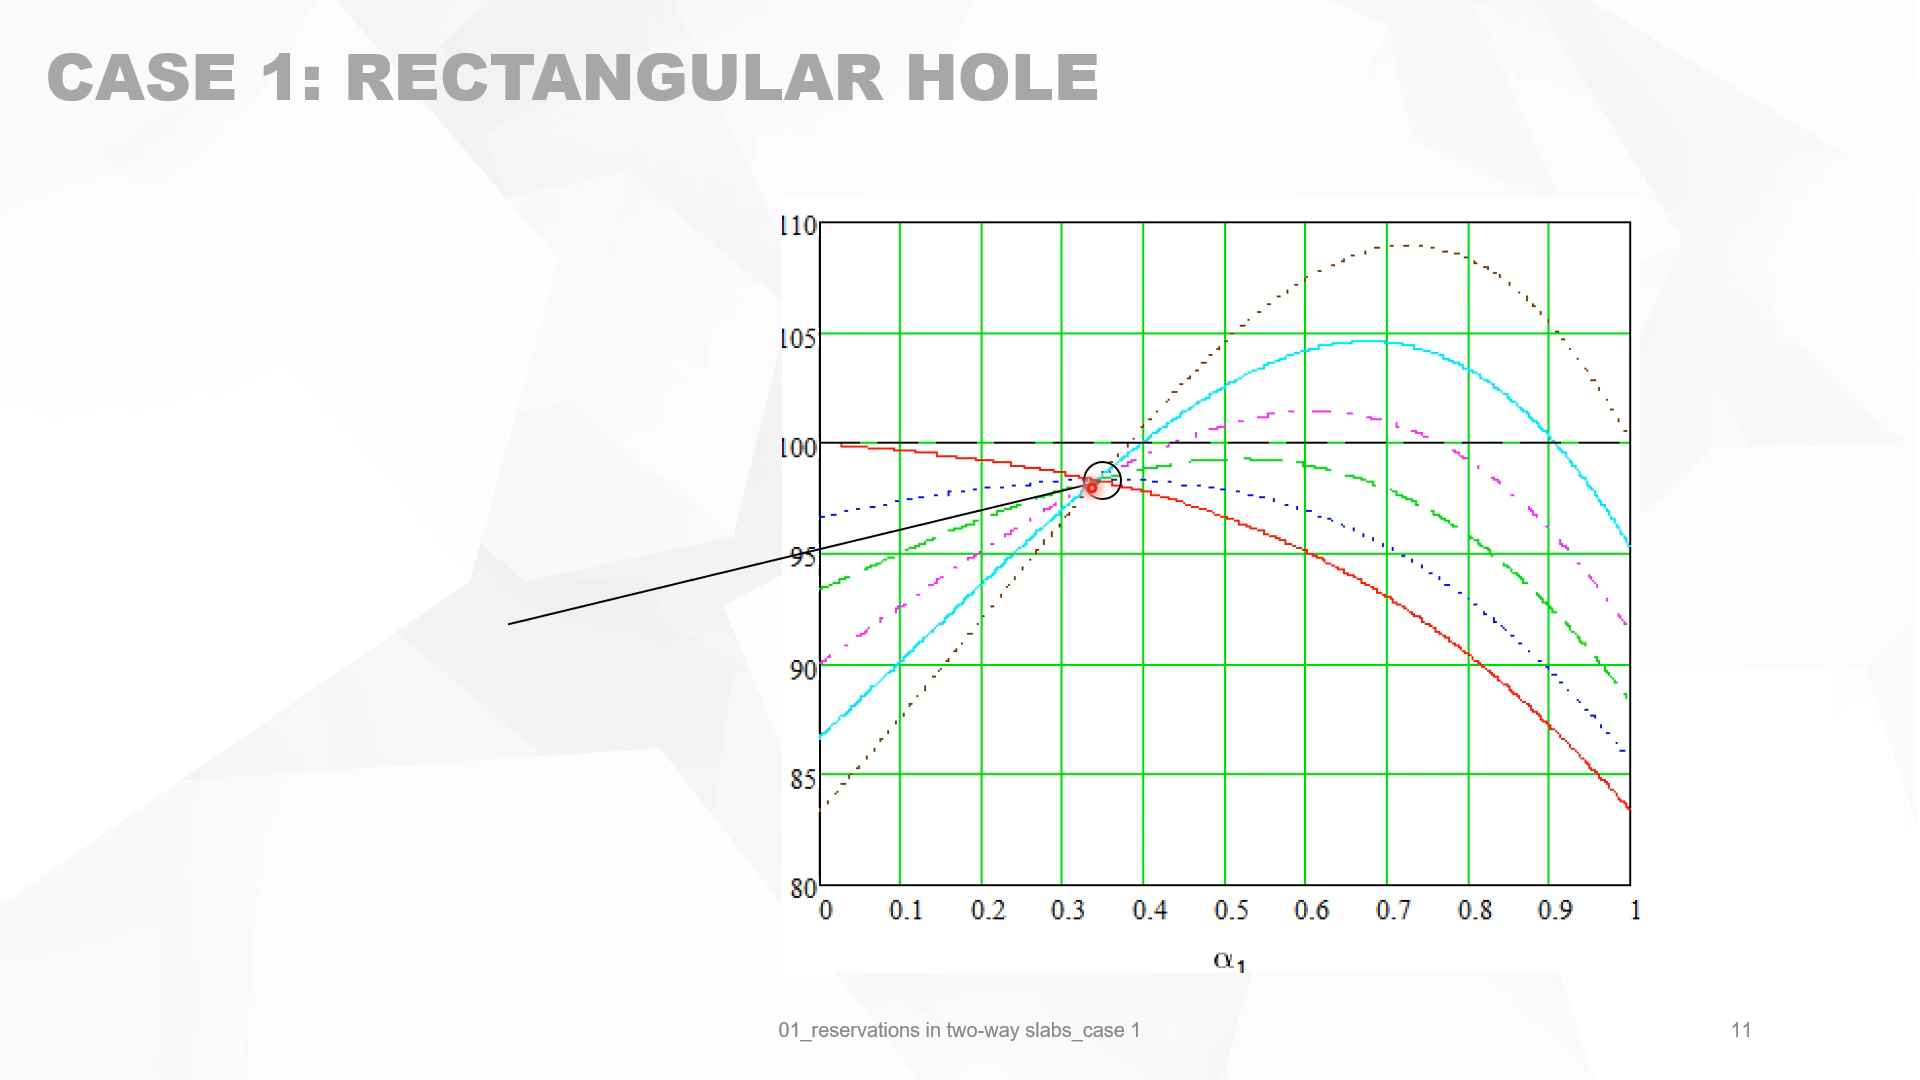 CASE 1: RECTANGULAR HOLE
110
105
100
95
90
85
80
0 0.1 0.2 0.3 0.4 0.5 0.6 0.7 0.8 0.9 1
α1
01_reservations in two-way slabs_case 1
11